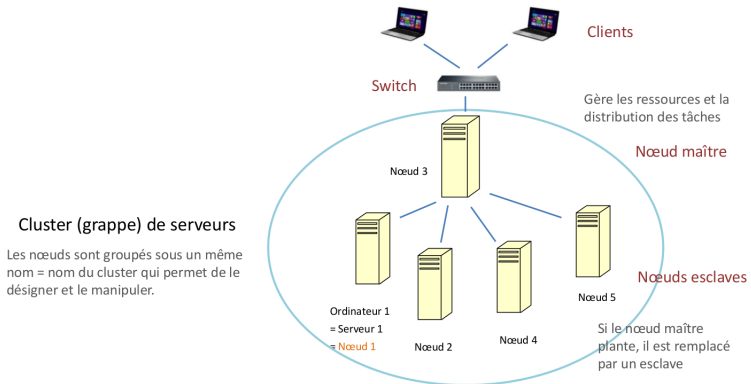 Clients
Switch
Gère les ressources et la
distribution des tâches
Nœud maître
Nœud 3
Cluster (grappe) de serveurs
Les nœuds sont groupés sous un même
nom = nom du cluster qui permet de le
désigner et le manipuler.
Nœuds esclaves
Nœud 5
Ordinateur 1
= Serveur 1
= Nœud 1
Nœud 2
Nœud 4
Si le nœud maître
plante, il est remplacé
par un esclave